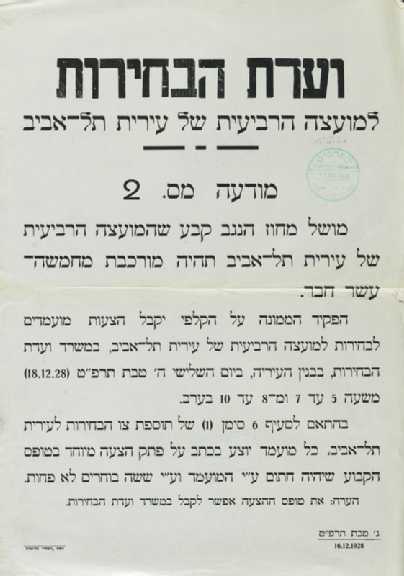 ועדת הבחירות
למועצה הרביעית של עירית תל־אביב
מודעה מס. 2
מושל מחוז הנגב קבע שהמועצה הרביעית
של עירית תל־אביב תהיה מורכבת מחמשה־
עשר חבר.
הפקיד הממונה על הקלפי יקבל הצעות מועמדים
לבחירות למועצה הרביעית של עירית תל־אביב, במשרד ועדת
הבחירות, בבנין העיריה, ביום השלישי ה׳ טבת תרפ״ט (18.12.28)
משעה 5 עד 7 ומ־8 עד 10 בערב.
בהתאם לסעיף 6 סימן (1) של תוספת צו הבחירות לעירית
תל־אביב, כל מועמד יוצע בכתב על פתק הצעה מיוחד בטופס
הקבוע שיהיה חתום ע״י המועמד וע״י ששה בוחרים לא פחות.
הערה: את טופס ההצעה אפשר לקבל במשרד ועדת הבחירות.
ג׳ טבת תרפ״ט
16.12.1928